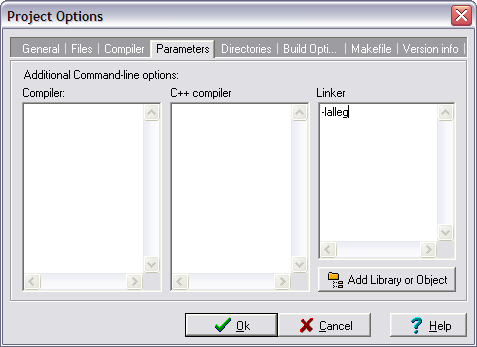 Project Options
General | Files | Compiler | Parameters | Directories | Build Opti... | Makefile | Version info |
Additional Command-line options:
Compiler: C++ compiler Linker
-lalleg
Add Library or Object
Ok Cancel Help